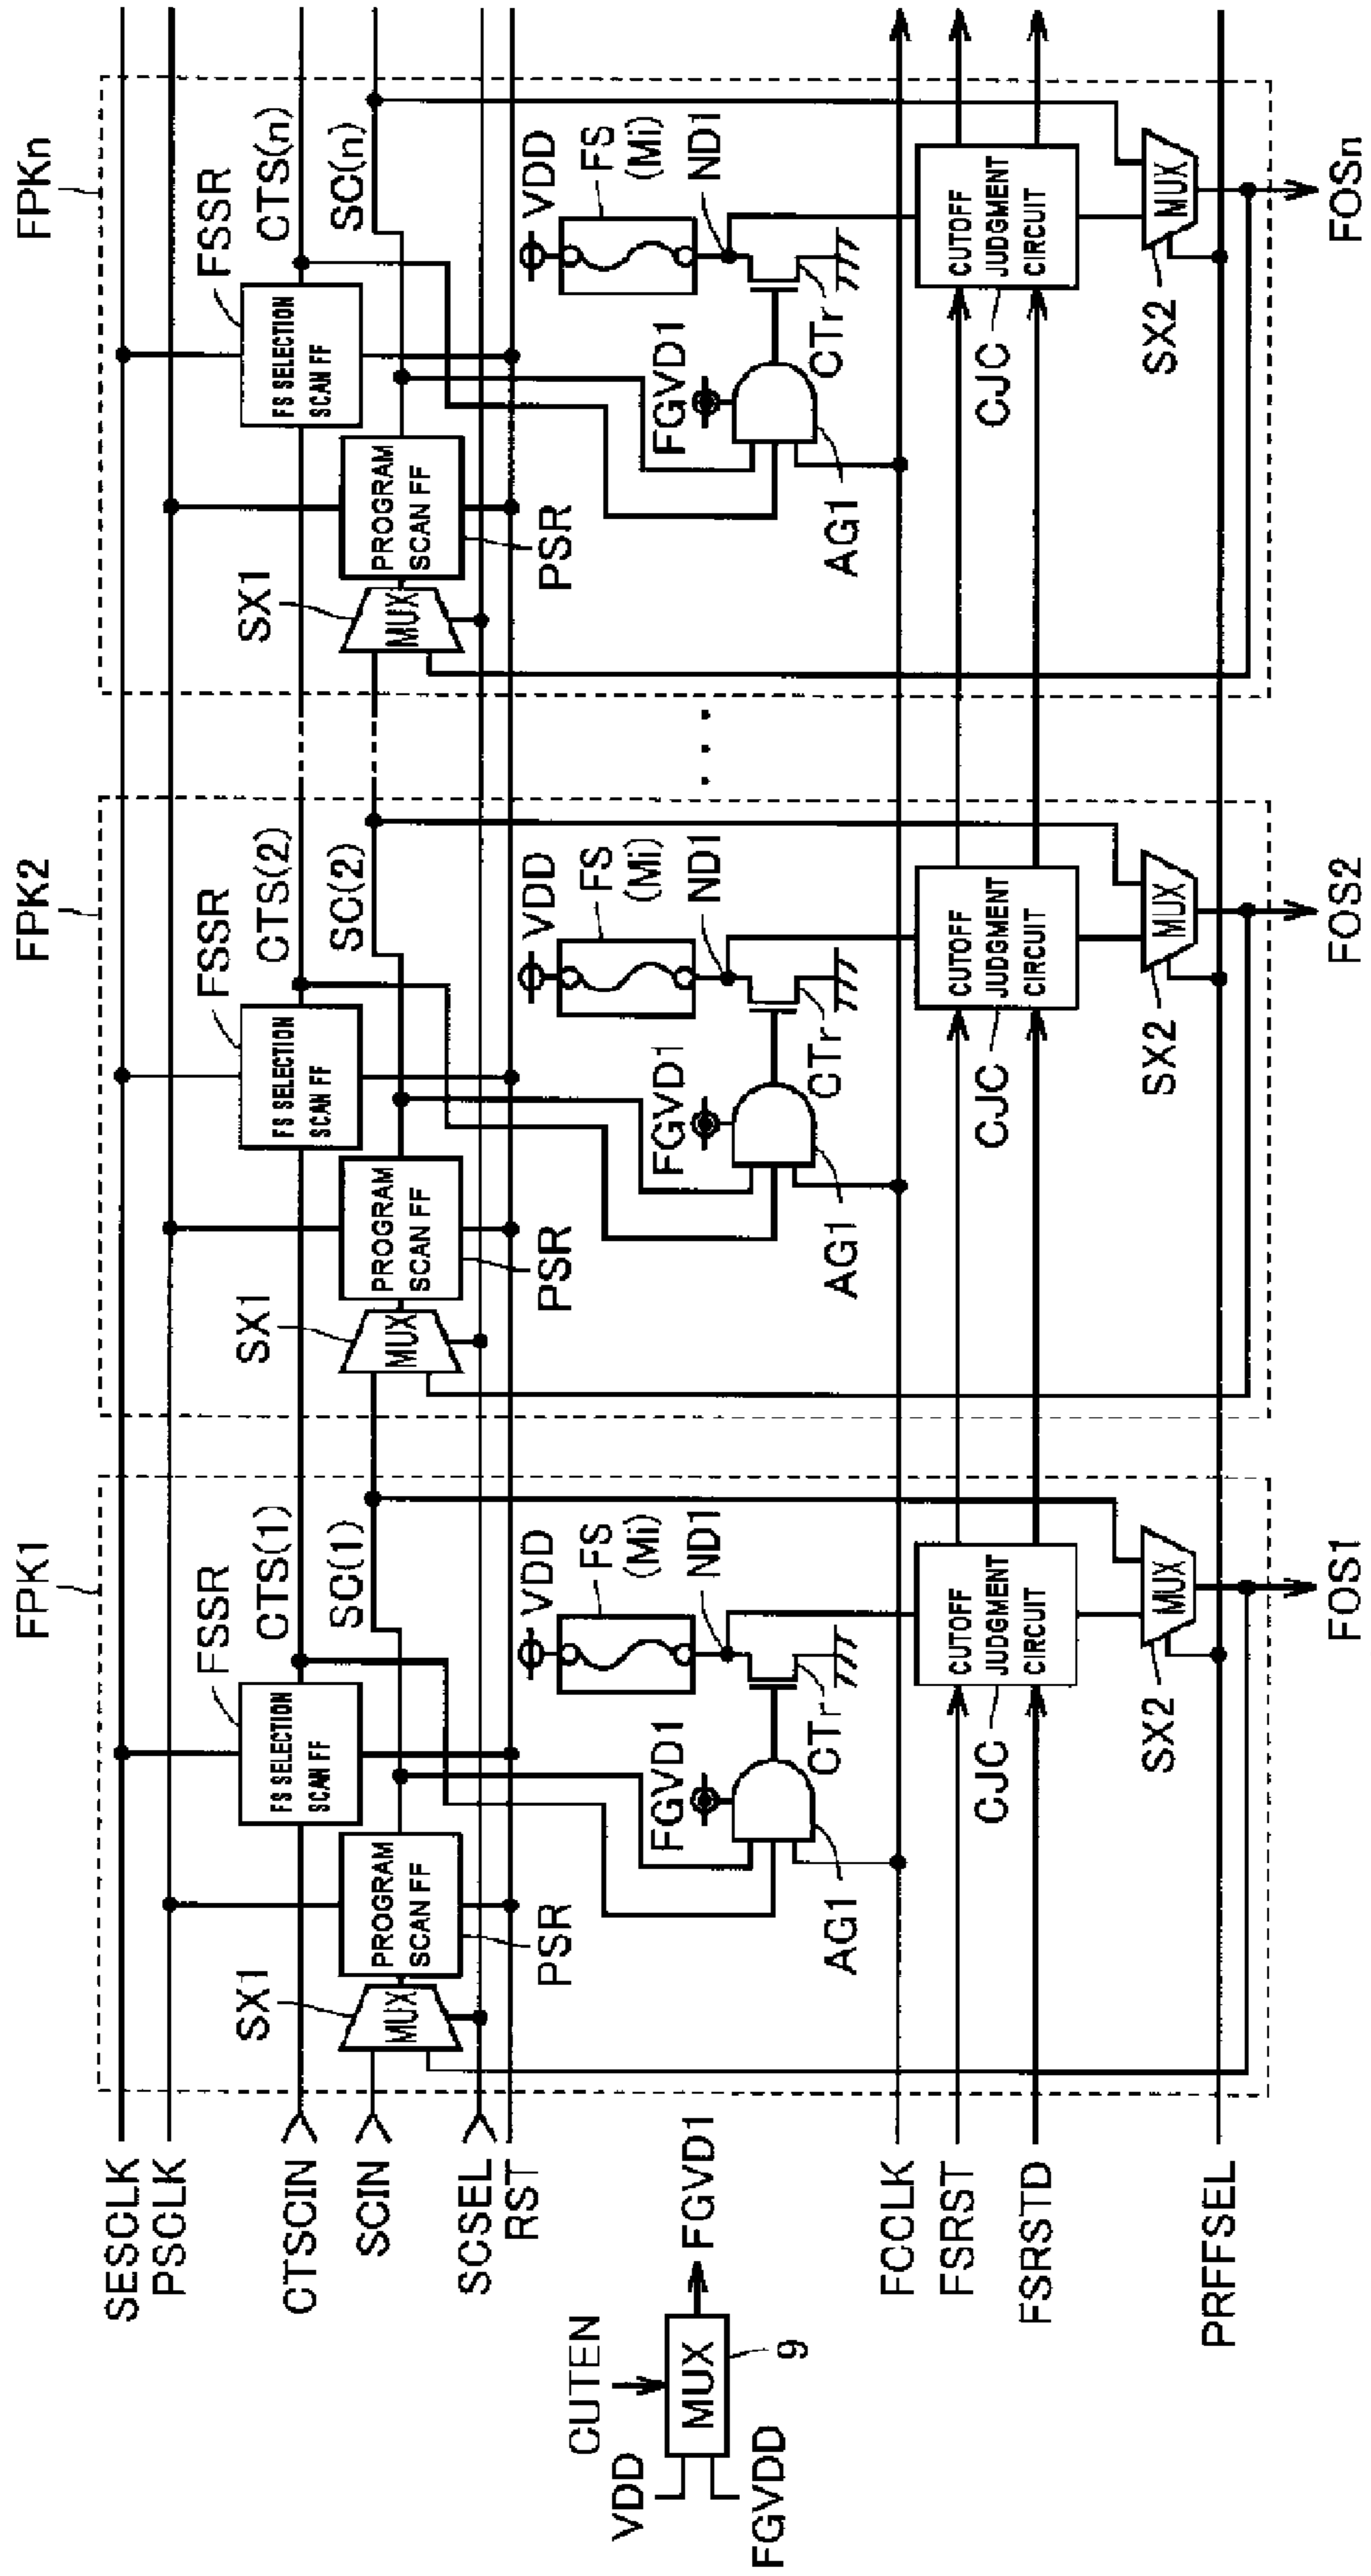 FPK1
FPK2
FPKn
SESCLK
PSCLK
CTSCIN
SCIN
SCSEL
RST
CUTEN
VDD
FGVDD
MUX
9
FGVD1
FCCLK
FSRST
FSRSTD
PRFFSEL
SX1
MUX
PROGRAM
SCAN FF
PSR
FS SELECTION
SCAN FF
FSSR
CTS(1)
SC(1)
VDD
FS
(Mi)
ND1
FGVD1
CTr
AG1
CUTOFF
JUDGMENT
CIRCUIT
CJC
MUX
SX2
FOS1
SX1
MUX
PROGRAM
SCAN FF
PSR
FS SELECTION
SCAN FF
FSSR
CTS(2)
SC(2)
VDD
FS
(Mi)
ND1
FGVD1
CTr
AG1
CUTOFF
JUDGMENT
CIRCUIT
CJC
MUX
SX2
FOS2
. . .
SX1
MUX
PROGRAM
SCAN FF
PSR
FS SELECTION
SCAN FF
FSSR
CTS(n)
SC(n)
VDD
FS
(Mi)
ND1
FGVD1
CTr
AG1
CUTOFF
JUDGMENT
CIRCUIT
CJC
MUX
SX2
FOSn